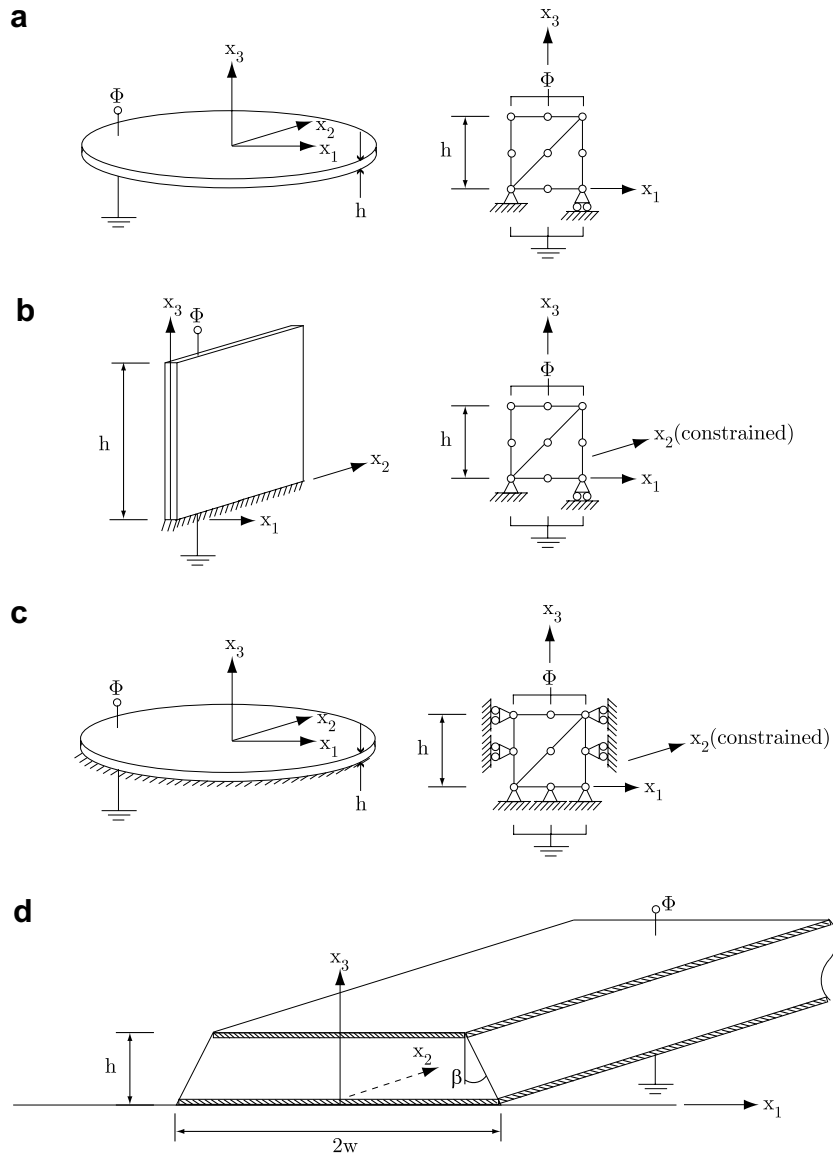 a
x3
Φ
x2
x1
h
x3
Φ
h
x1
b
x3
Φ
h
x2
x1
x3
Φ
h
x2(constrained)
x1
c
x3
Φ
x2
x1
h
x3
Φ
h
x2(constrained)
x1
d
Φ
x3
h
x2
β
x1
2w